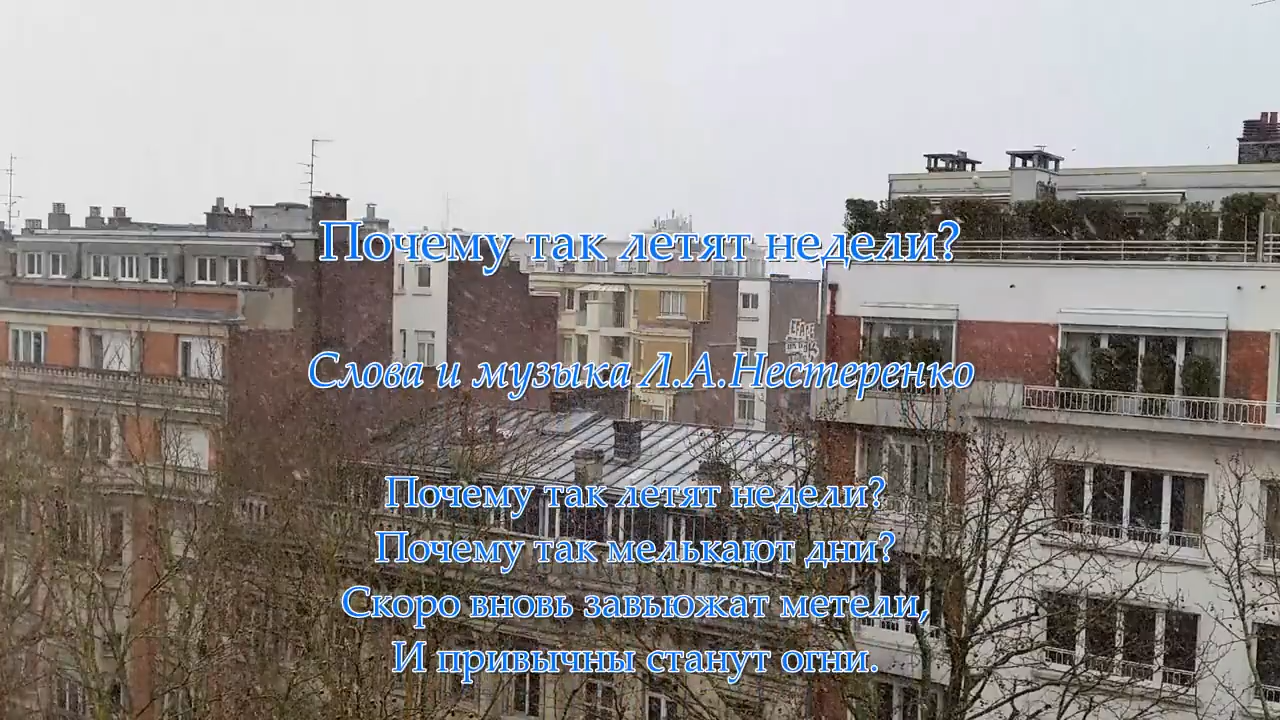 Почему так летят недели?
Слова и музыка Л.А.Нестеренко
Почему так летят недели?
Почему так мелькают дни?
Скоро вновь завьюжат метели,
И привычны станут огни.